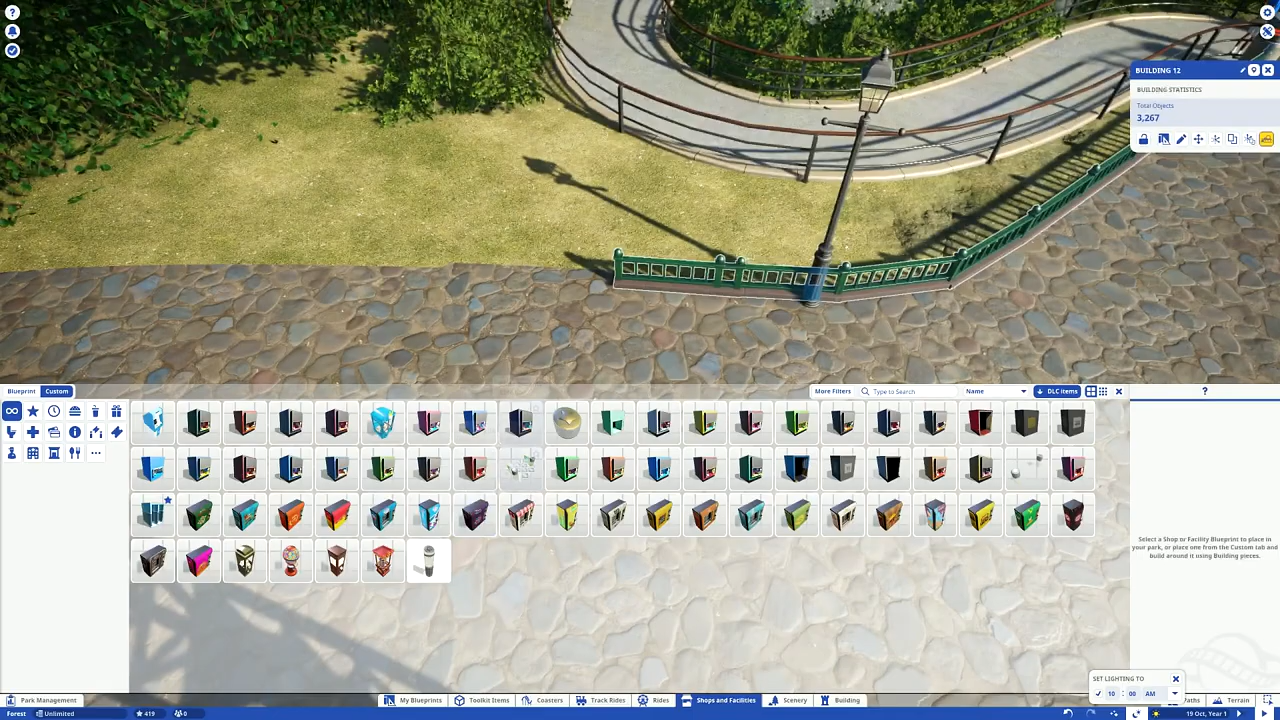 BUILDING 12
BUILDING STATISTICS
Total Objects
3,267
Blueprint
Custom
More Filters
Type to Search
Name
DLC Items
Select a Shop or Facility Blueprint to place in
your park, or place one from the Custom tab and
build around it using Building pieces.
SET LIGHTING TO
10 : 00 AM
Park Management
My Blueprints
Toolkit Items
Coasters
Track Rides
Rides
Shops and Facilities
Scenery
Building
Paths
Terrain
Forest
Unlimited
419
0
19 Oct, Year 1